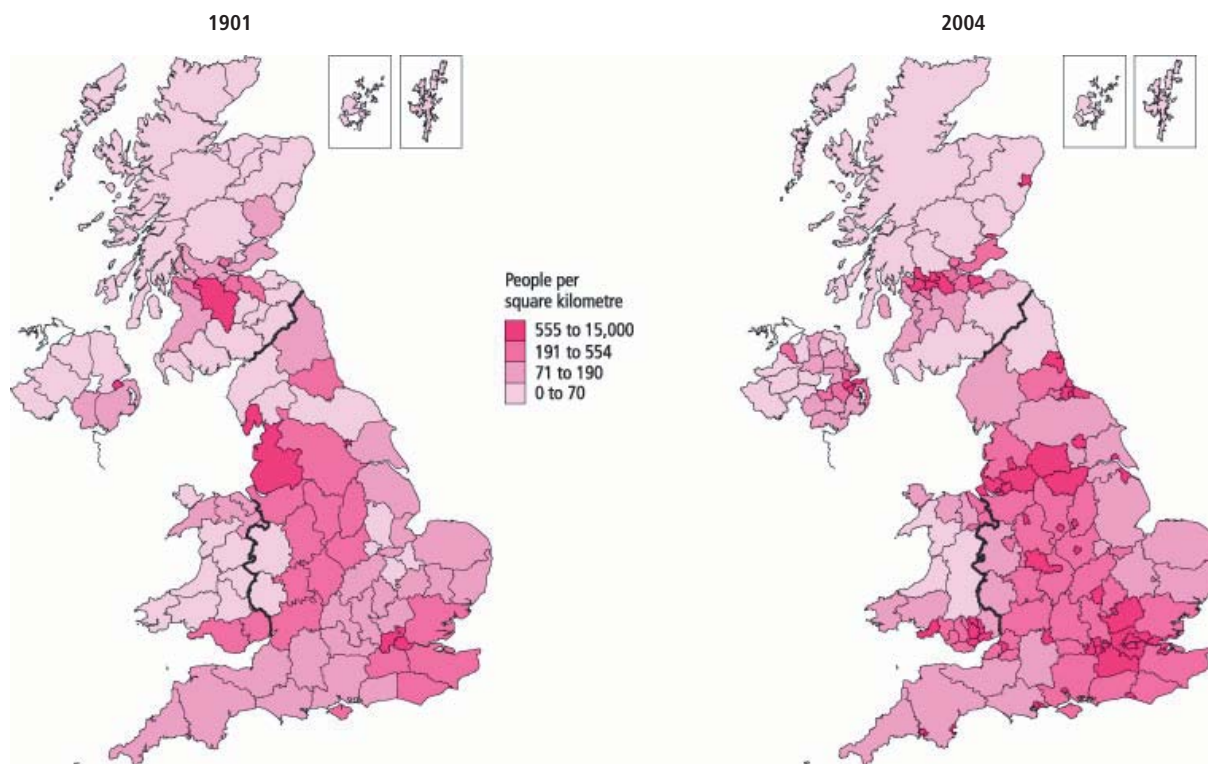 1901
2004
People per
square kilometre
555 to 15,000
191 to 554
71 to 190
0 to 70